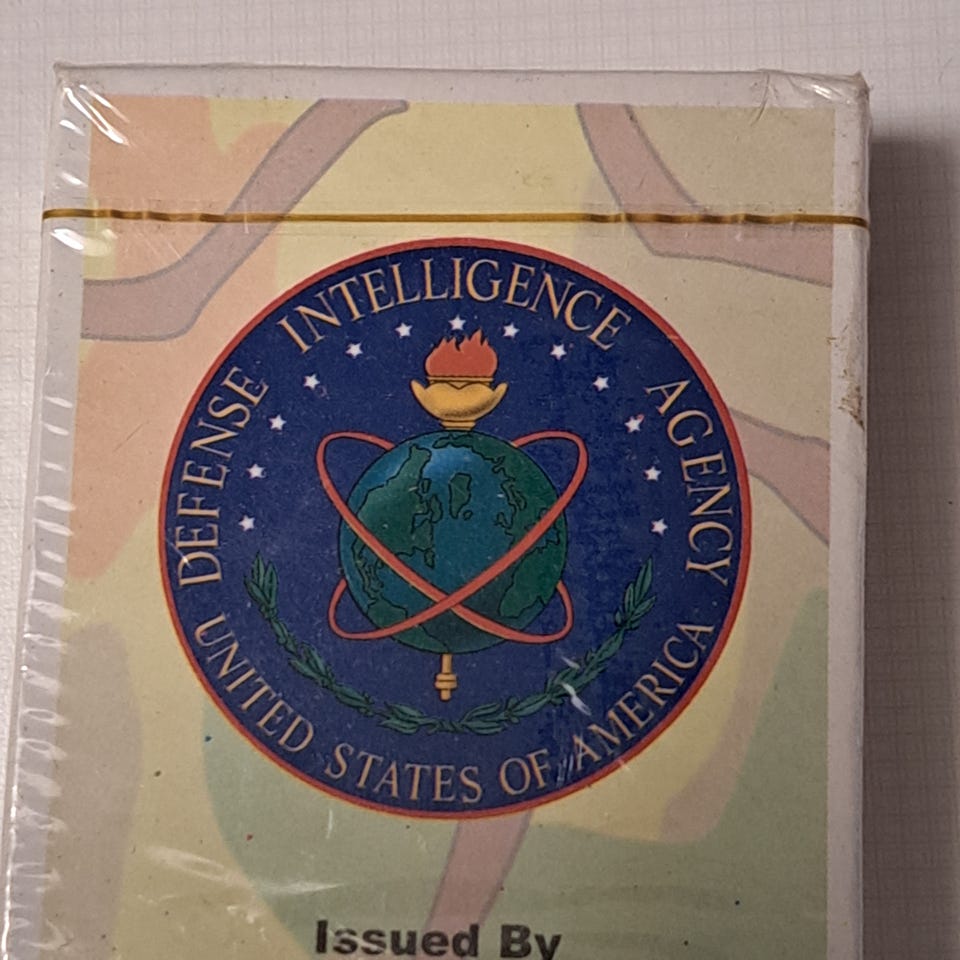 DEFENSE INTELLIGENCE AGENCY
UNITED STATES OF AMERICA
Issued By